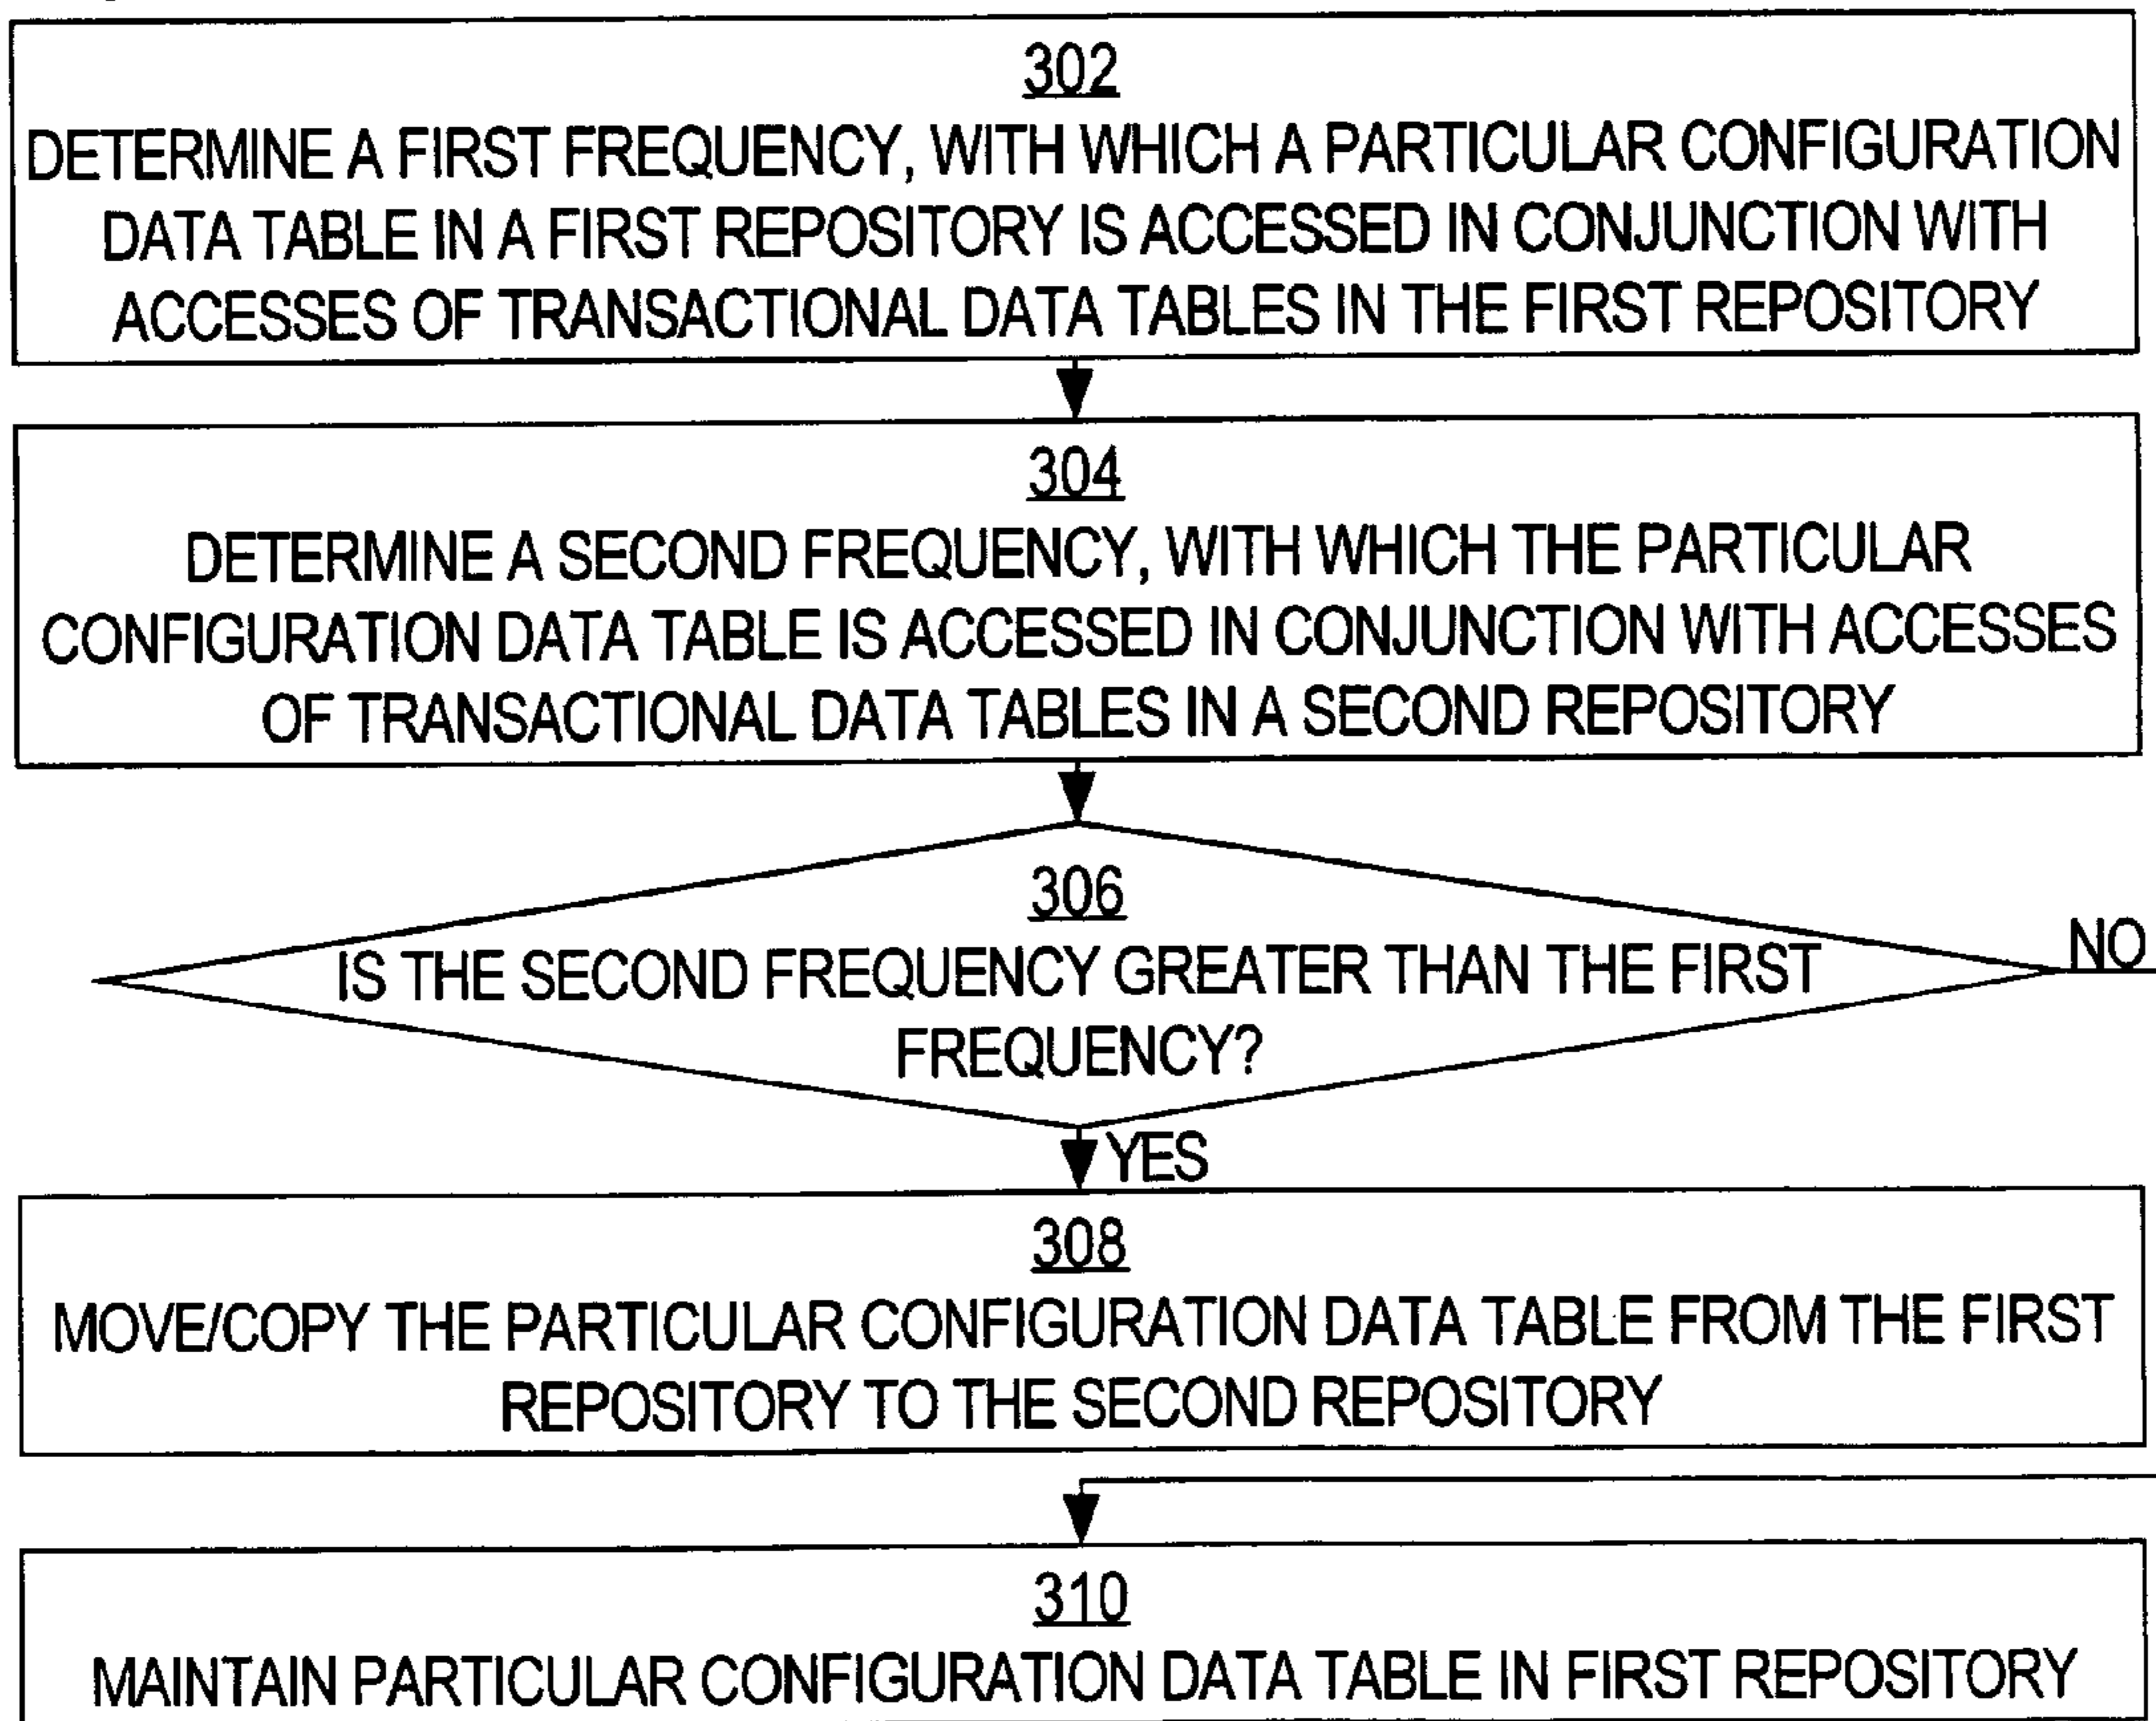 302
DETERMINE A FIRST FREQUENCY, WITH WHICH A PARTICULAR CONFIGURATION
DATA TABLE IN A FIRST REPOSITORY IS ACCESSED IN CONJUNCTION WITH
ACCESSES OF TRANSACTIONAL DATA TABLES IN THE FIRST REPOSITORY
304
DETERMINE A SECOND FREQUENCY, WITH WHICH THE PARTICULAR
CONFIGURATION DATA TABLE IS ACCESSED IN CONJUNCTION WITH ACCESSES
OF TRANSACTIONAL DATA TABLES IN A SECOND REPOSITORY
306
IS THE SECOND FREQUENCY GREATER THAN THE FIRST
FREQUENCY?
NO
YES
308
MOVE/COPY THE PARTICULAR CONFIGURATION DATA TABLE FROM THE FIRST
REPOSITORY TO THE SECOND REPOSITORY
310
MAINTAIN PARTICULAR CONFIGURATION DATA TABLE IN FIRST REPOSITORY